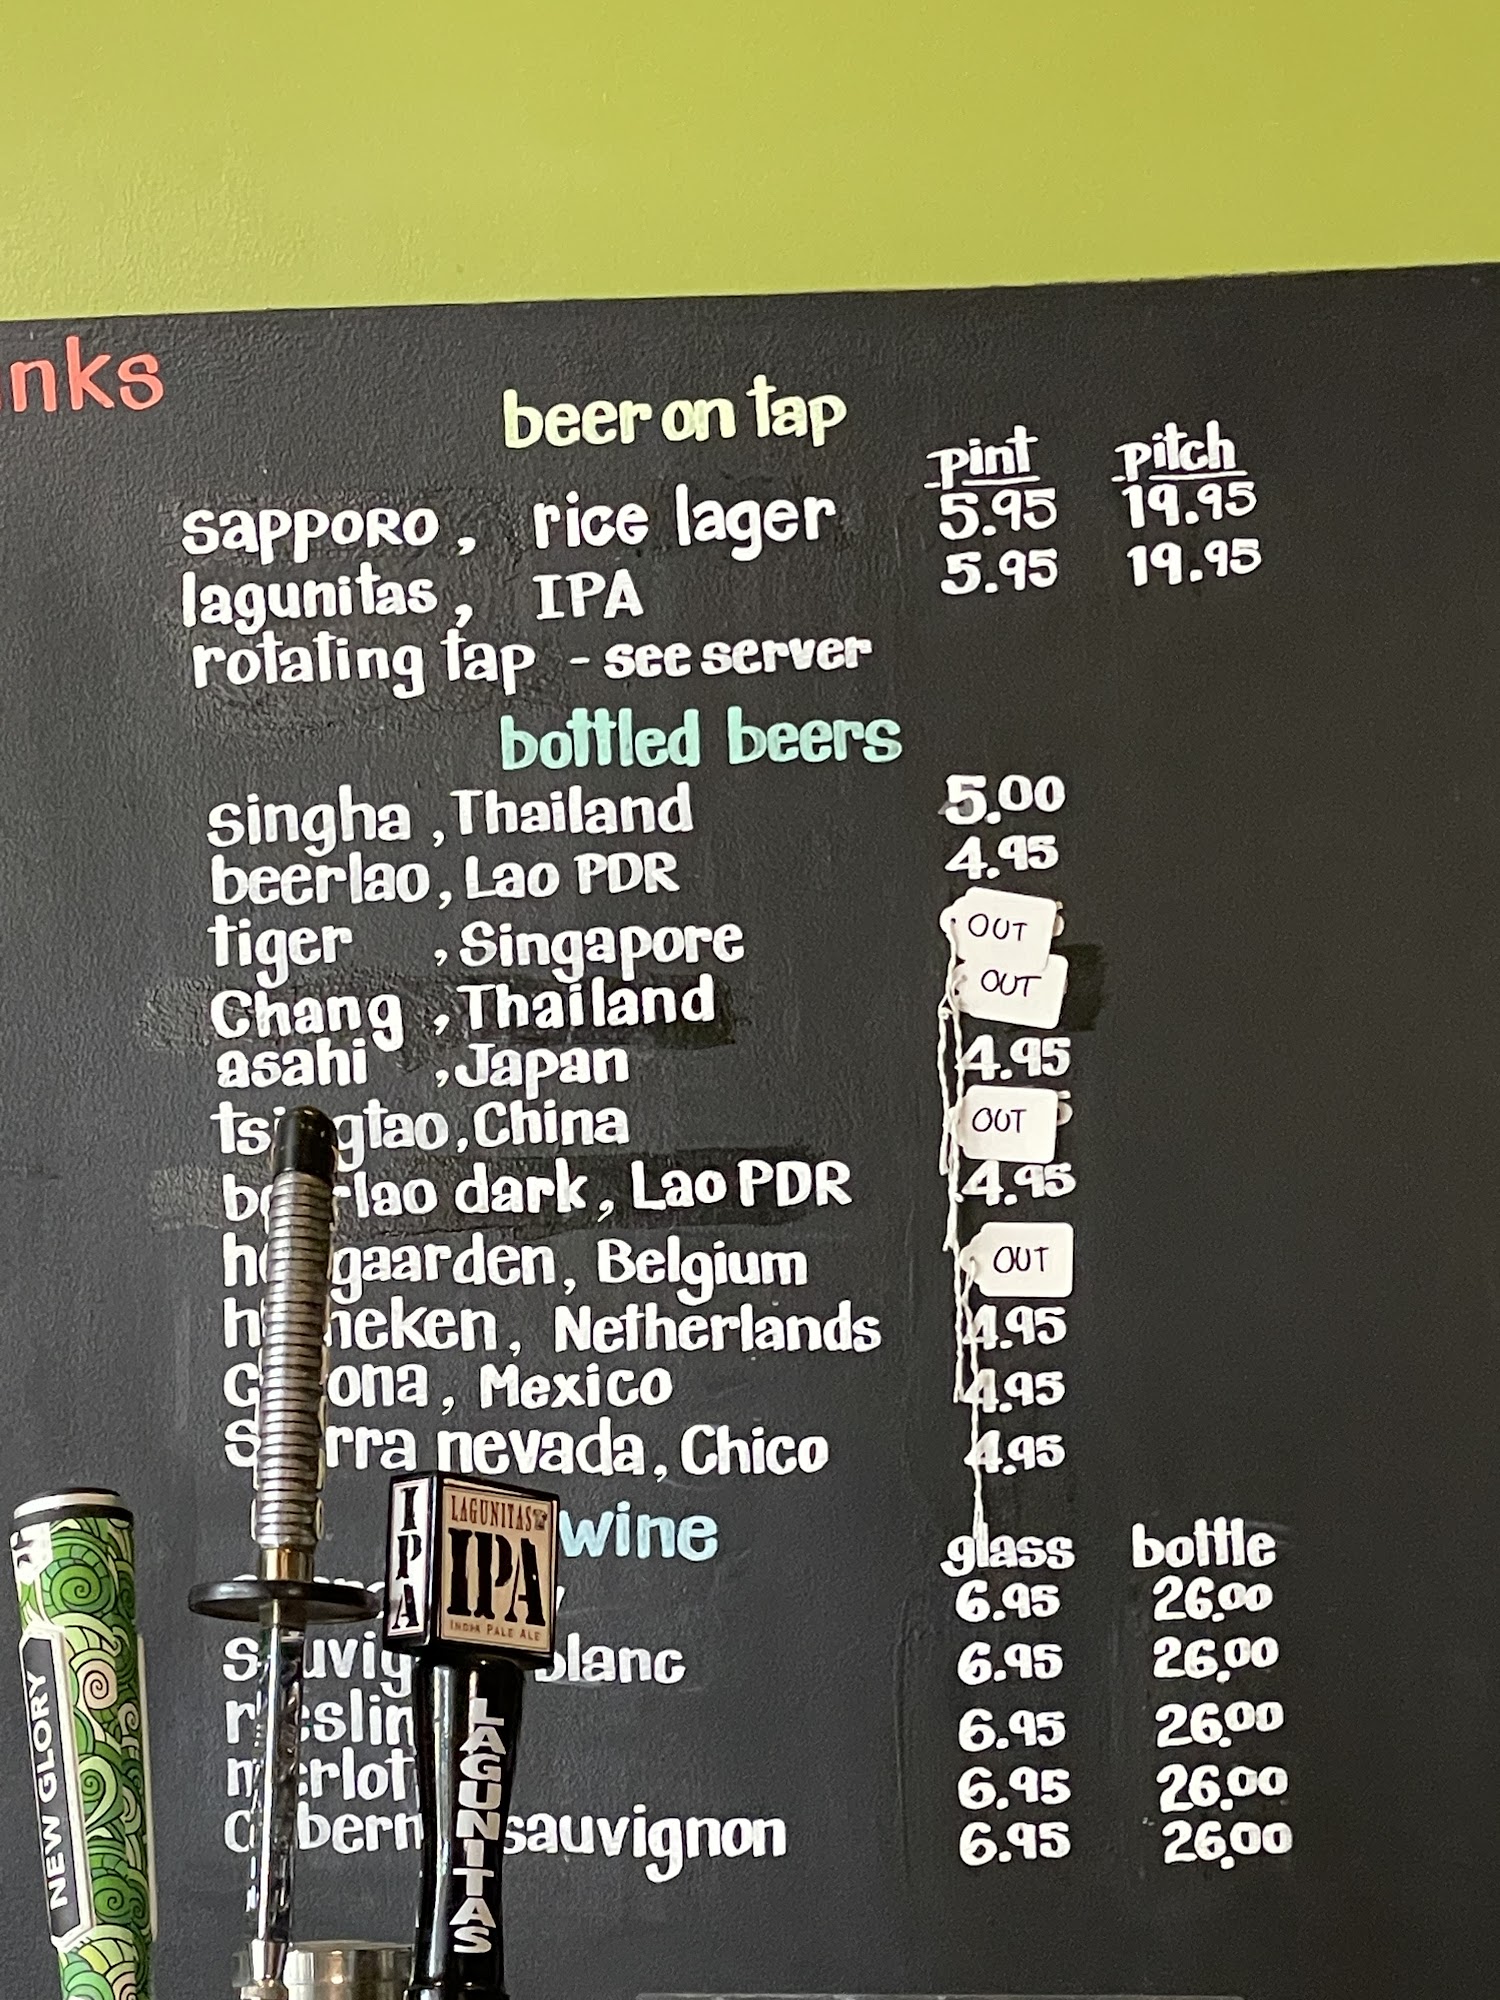 nks
beer on tap
pint pitch
sapporo, rice lager 5.95 19.95
lagunitas, IPA 5.95 19.95
rotating tap - see server
bottled beers
singha, Thailand 5.00
beerlao, Lao PDR 4.95
tiger, Singapore OUT
Chang, Thailand OUT
asahi, Japan 4.95
China OUT
dark, Lao PDR 4.95
gaarden, Belgium OUT
neken, Netherlands 4.95
ona, Mexico 4.95
rra nevada, Chico 4.95
wine
glass bottle
6.95 26.00
blanc 6.95 26.00
6.95 26.00
6.95 26.00
sauvignon 6.95 26.00
IPA
LAGUNITAS
IPA
INDIA PALE ALE
LAGUNITAS
NEW GLORY